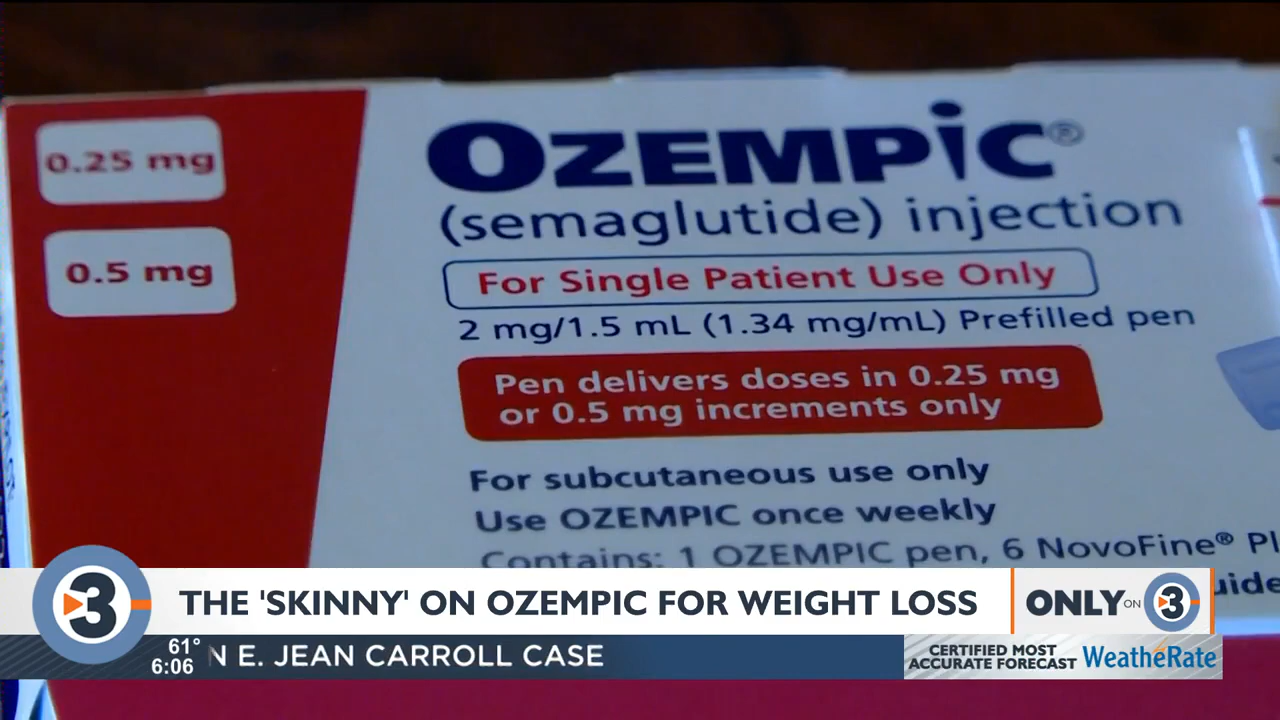 0.25 mg
0.5 mg
OZEMPIC®
(semaglutide) injection
For Single Patient Use Only
2 mg/1.5 mL (1.34 mg/mL) Prefilled pen
Pen delivers doses in 0.25 mg
or 0.5 mg increments only
For subcutaneous use only
Use OZEMPIC once weekly
Contains: 1 OZEMPIC pen, 6 NovoFine®
3
THE 'SKINNY' ON OZEMPIC FOR WEIGHT LOSS
ONLY ON 3
61°
6:06
N E. JEAN CARROLL CASE
CERTIFIED MOST
ACCURATE FORECAST
WeatheRate